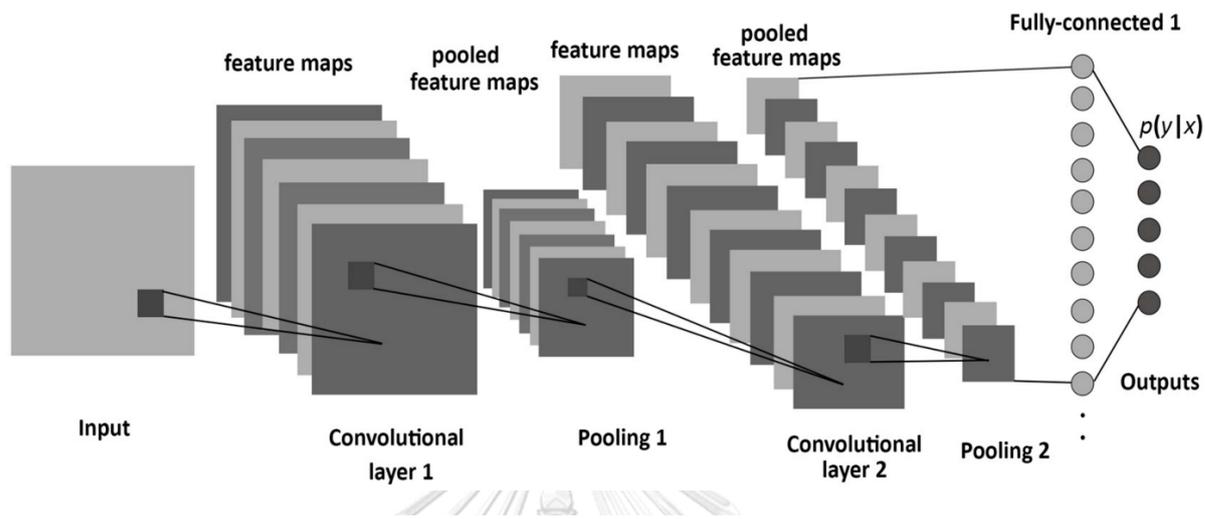 Fully-connected 1
feature maps
pooled
feature maps
feature maps
pooled
feature maps
p(y|x)
Input
Convolutional
layer 1
Pooling 1
Convolutional
layer 2
Pooling 2
Outputs